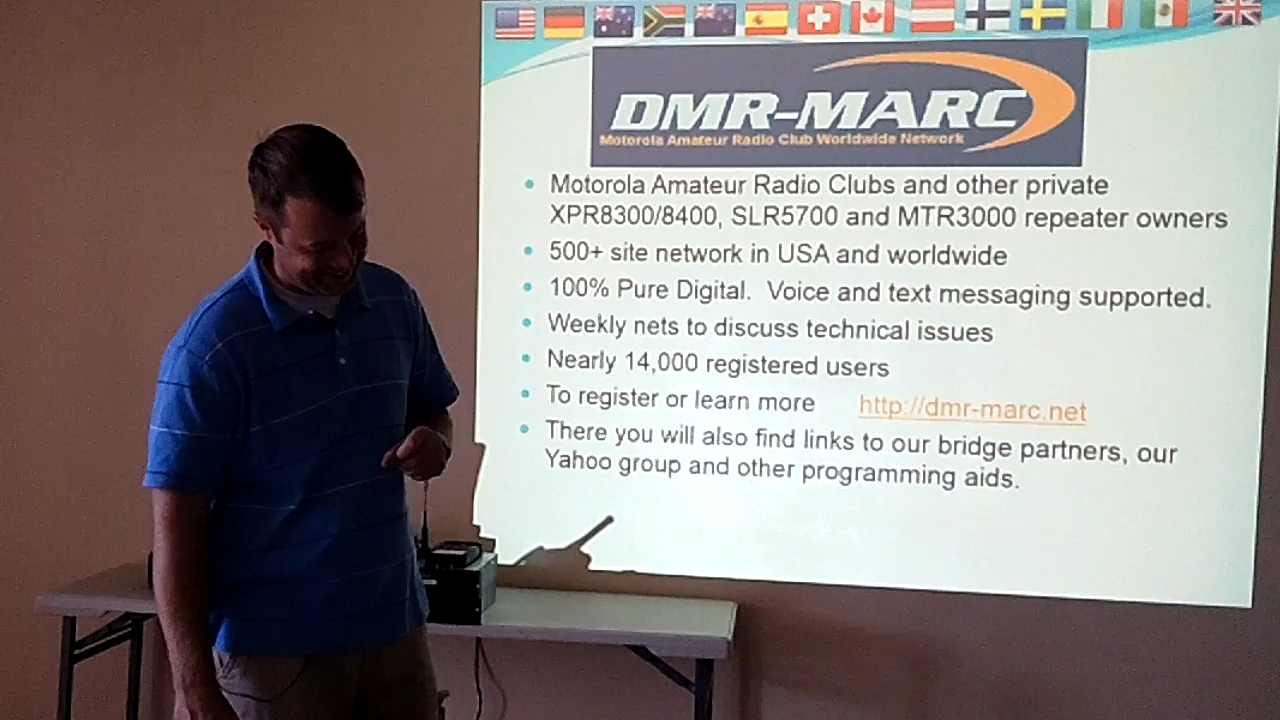 DMR-MARC
Motorola Amateur Radio Club Worldwide Network
• Motorola Amateur Radio Clubs and other private
XPR8300/8400, SLR5700 and MTR3000 repeater owners
• 500+ site network in USA and worldwide
• 100% Pure Digital. Voice and text messaging supported.
• Weekly nets to discuss technical issues
• Nearly 14,000 registered users
• To register or learn more http://dmr-marc.net
• There you will also find links to our bridge partners, our
Yahoo group and other programming aids.